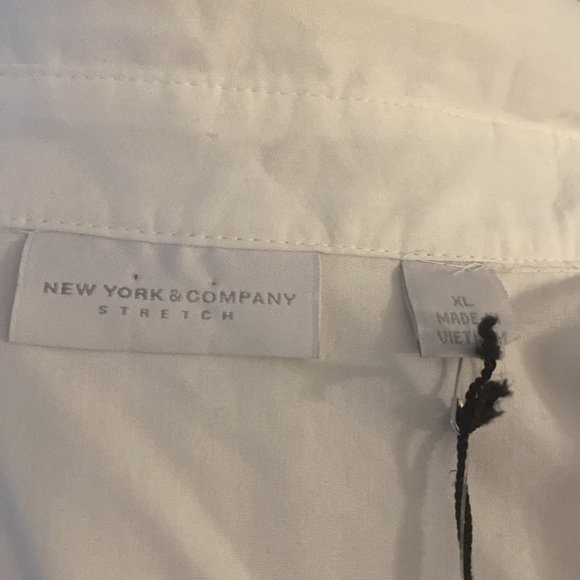 NEW YORK & COMPANY
STRETCH
XL
MADE